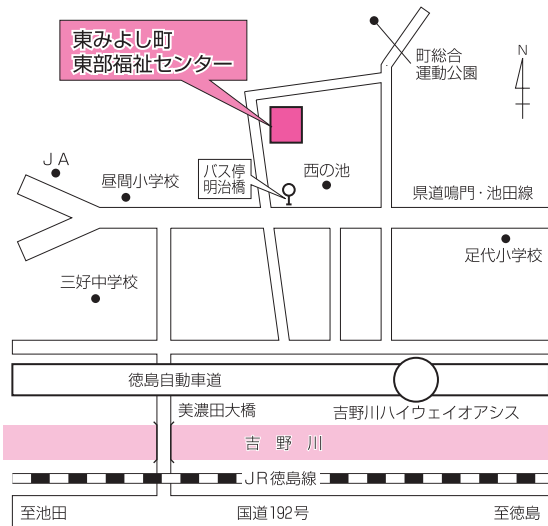 東みよし町
東部福祉センター
町総合
運動公園
N
JA
昼間小学校
バス停
明治橋
西の池
県道鳴門・池田線
足代小学校
三好中学校
徳島自動車道
美濃田大橋
吉野川ハイウェイオアシス
吉野川
JR徳島線
至池田
国道192号
至徳島